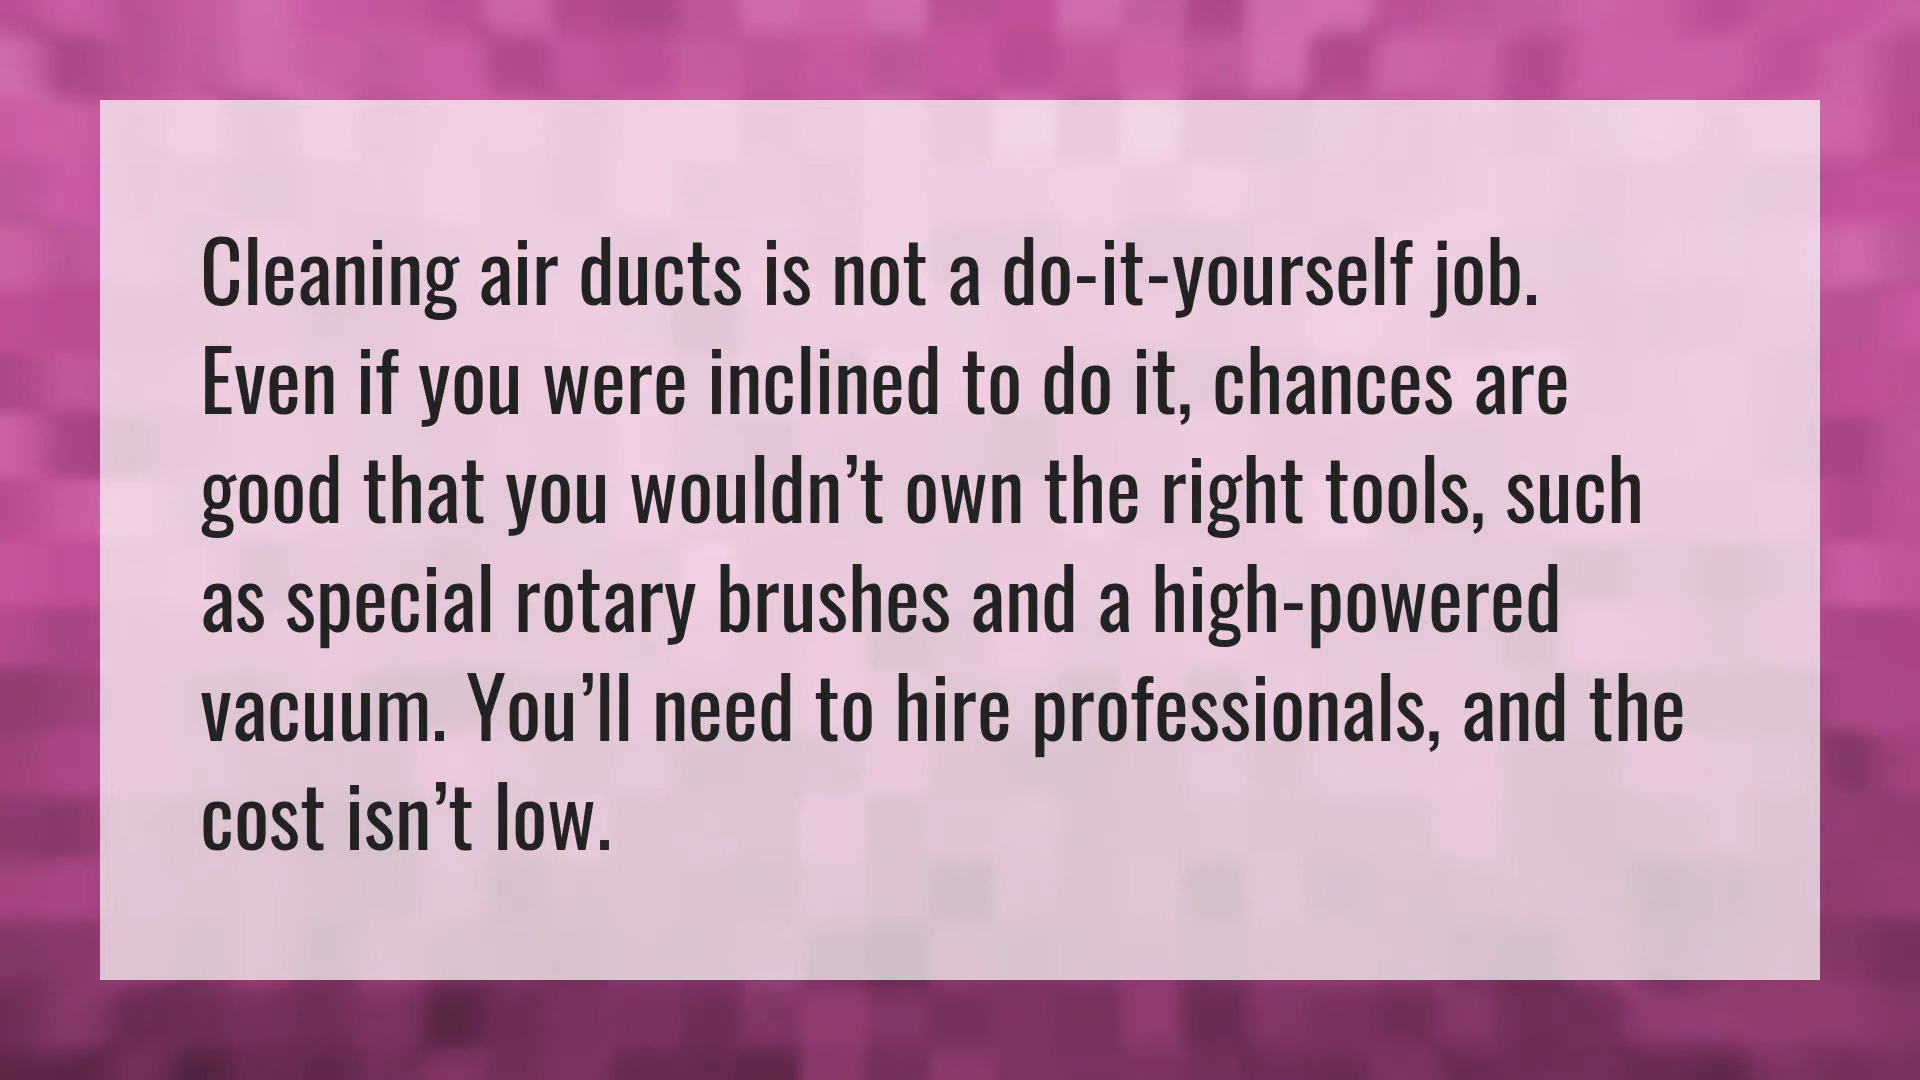 Cleaning air ducts is not a do-it-yourself job.
Even if you were inclined to do it, chances are
good that you wouldn’t own the right tools, such
as special rotary brushes and a high-powered
vacuum. You’ll need to hire professionals, and the
cost isn’t low.